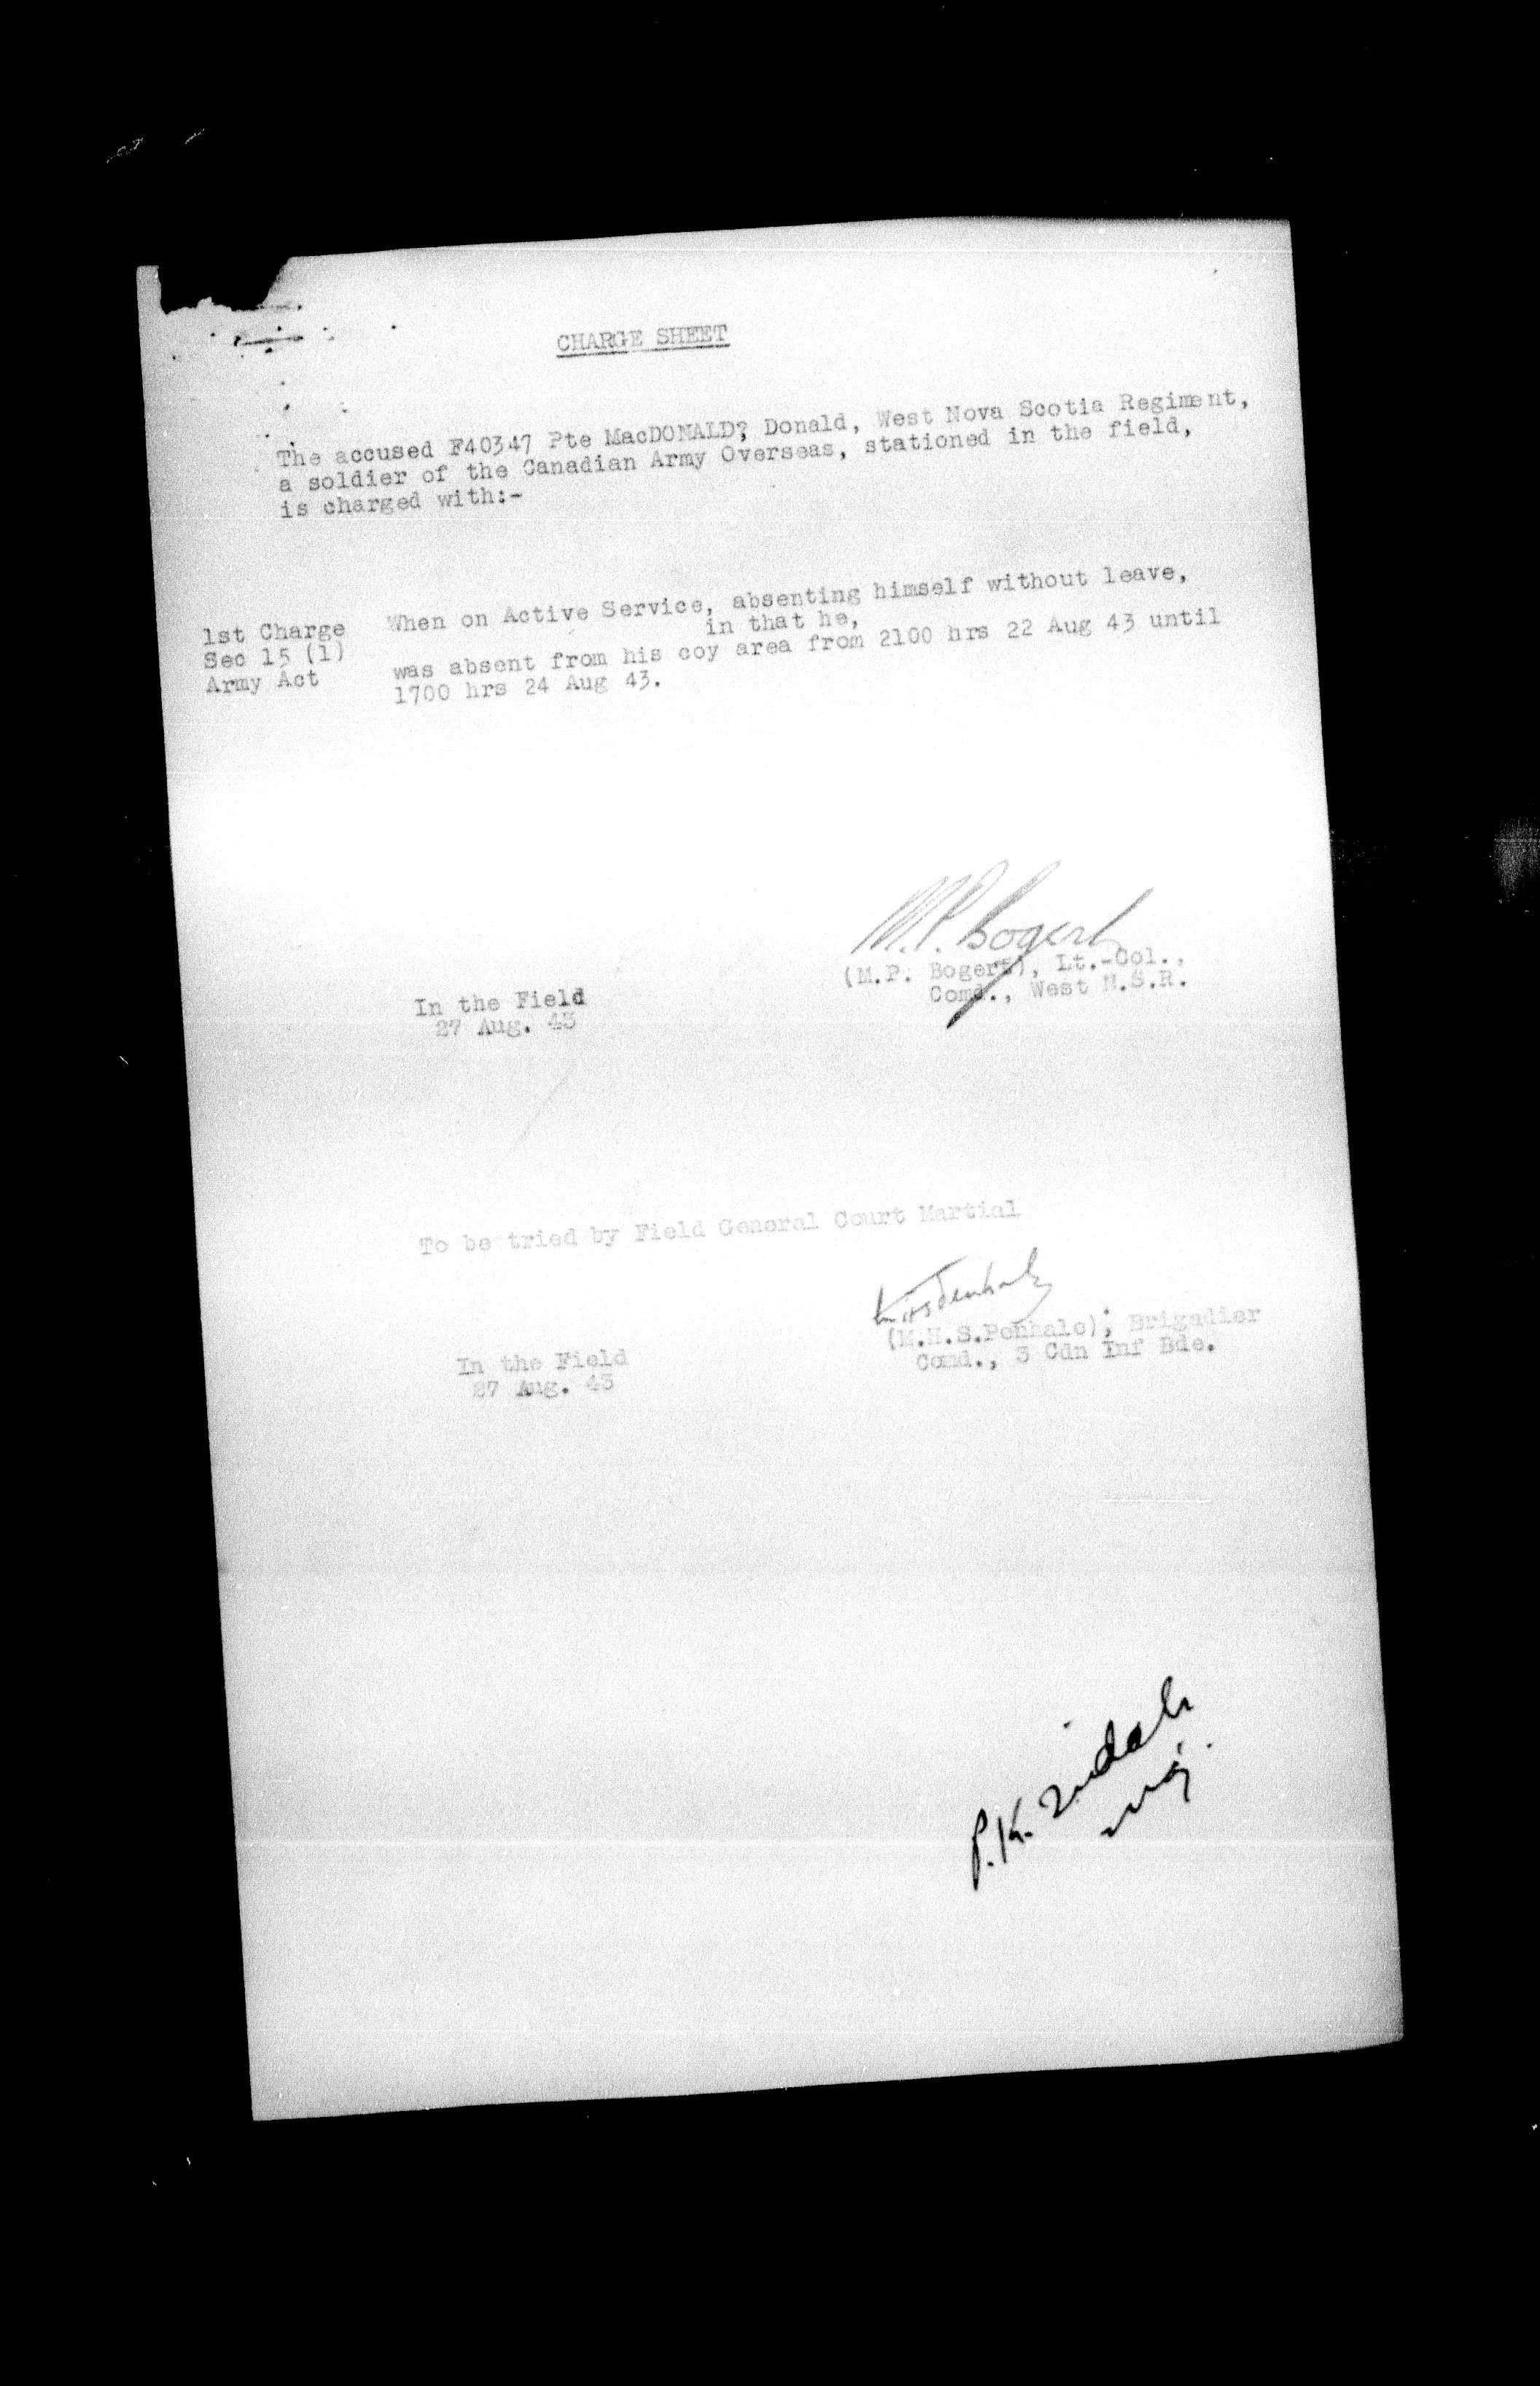 CHARGE SHEET
The accused F40347 Pte MacDONALD? Donald, West Nova Scotia Regiment,
a soldier of the Canadian Army Overseas, stationed in the field,
is charged with:-
1st Charge
Sec 15 (1)
Army Act
When on Active Service, absenting himself without leave,
in that he,
was absent from his coy area from 2100 hrs 22 Aug 43 until
1700 hrs 24 Aug 43.
M.P. Bogert
(M.P. Bogert), Lt.-Col.,
Comd., West N.S.R.
In the Field
27 Aug. 43
To be tried by Field General Court Martial
(M.H.S.Penhale); Brigadier
Comd., 3 Cdn Inf Bde.
In the Field
27 Aug. 43
P.K.
Maj.